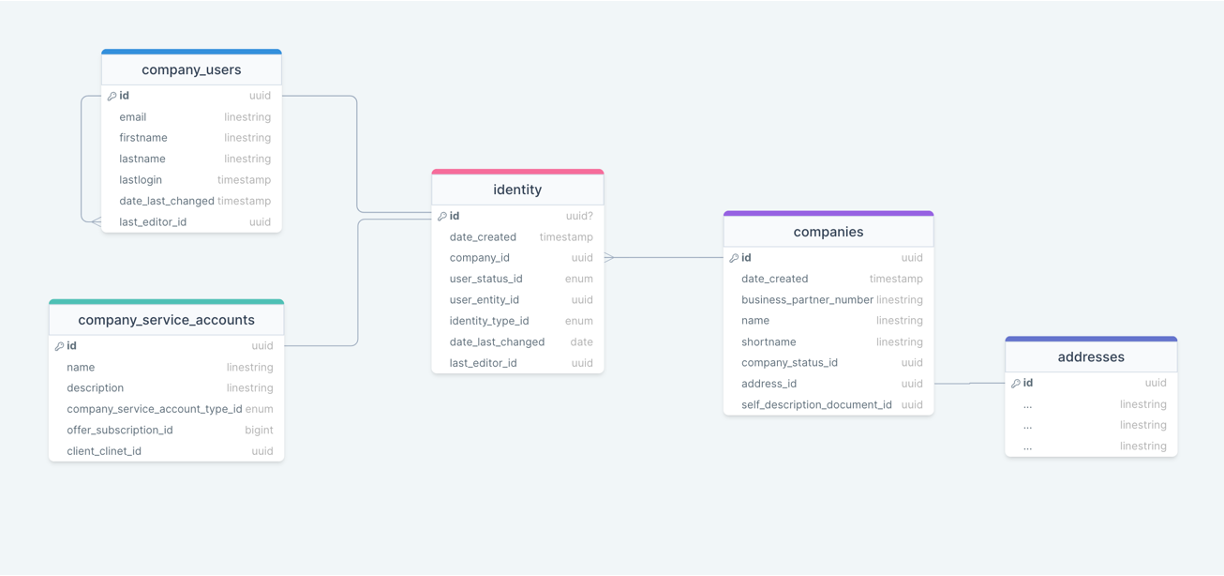 company_users
id uuid
email linestring
firstname linestring
lastname linestring
lastlogin timestamp
date_last_changed timestamp
last_editor_id uuid
company_service_accounts
id uuid
name linestring
description linestring
company_service_account_type_id enum
offer_subscription_id bigint
client_clinet_id uuid
identity
id uuid?
date_created timestamp
company_id uuid
user_status_id enum
user_entity_id uuid
identity_type_id enum
date_last_changed date
last_editor_id uuid
companies
id uuid
date_created timestamp
business_partner_number linestring
name linestring
shortname linestring
company_status_id uuid
address_id uuid
self_description_document_id uuid
addresses
id uuid
... linestring
... linestring
... linestring